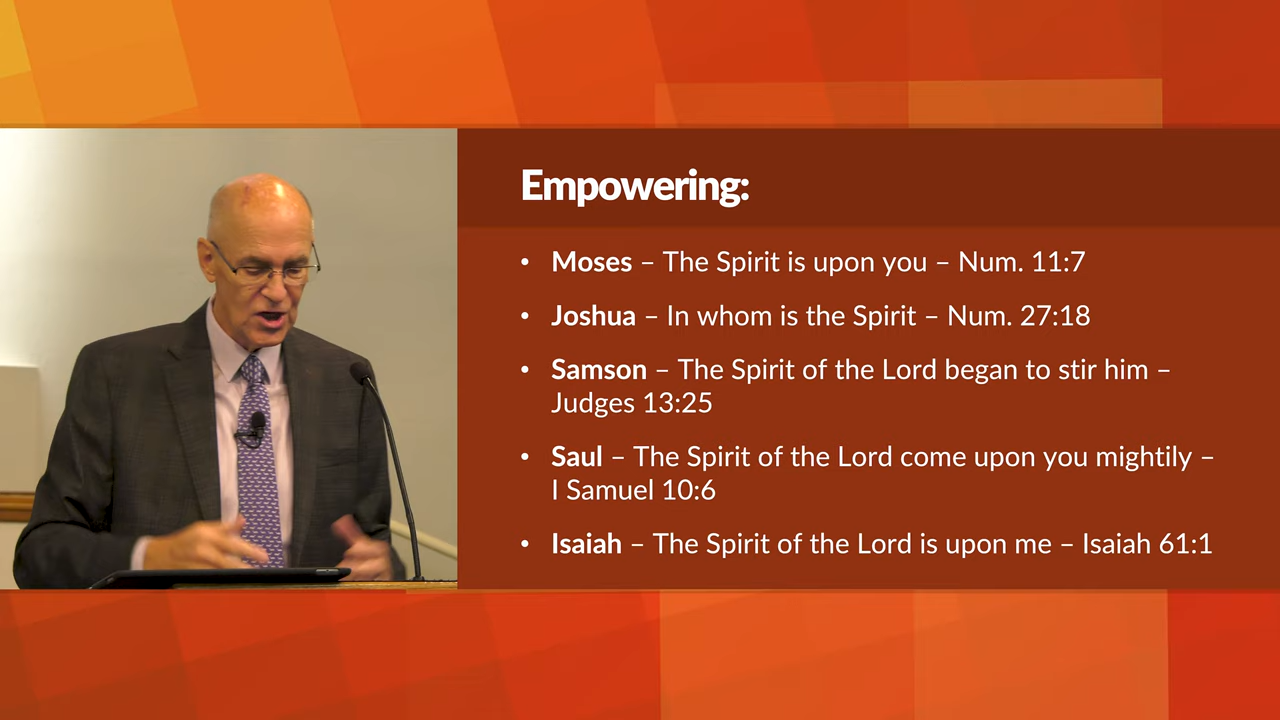 Empowering:
• Moses – The Spirit is upon you – Num. 11:7
• Joshua – In whom is the Spirit – Num. 27:18
• Samson – The Spirit of the Lord began to stir him –
Judges 13:25
• Saul – The Spirit of the Lord come upon you mightily –
I Samuel 10:6
• Isaiah – The Spirit of the Lord is upon me – Isaiah 61:1